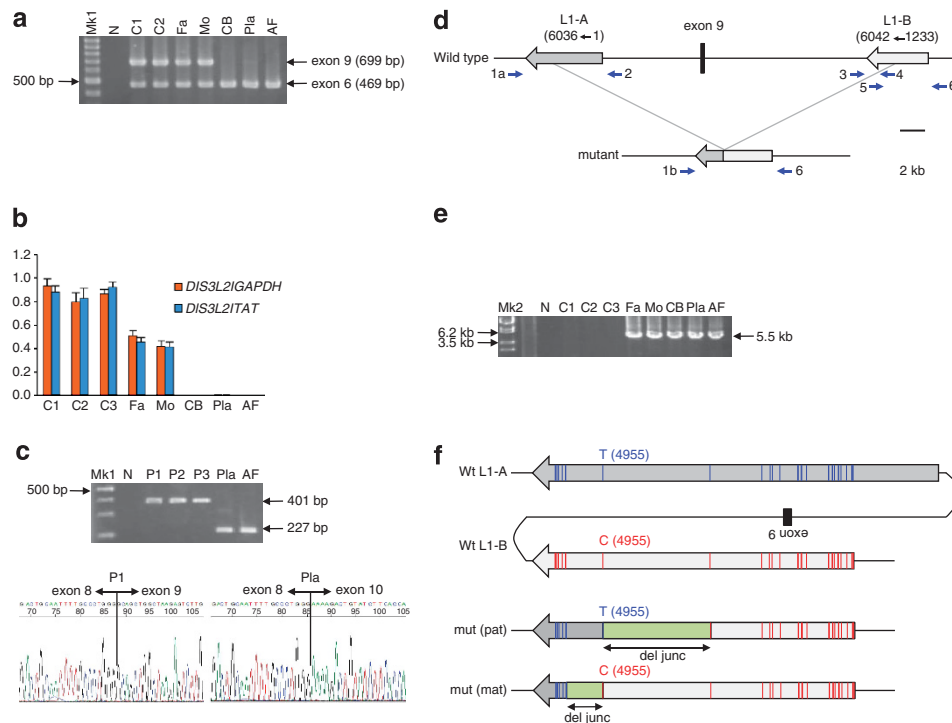 a
Mk1 N C1 C2 Fa Mo CB Pla AF
500 bp
exon 9 (699 bp)
exon 6 (469 bp)
b
1.2
1.0
0.8
0.6
0.4
0.2
0.0
DIS3L2IGAPDH
DIS3L2ITAT
C1 C2 C3 Fa Mo CB Pla AF
c
Mk1 N P1 P2 P3 Pla AF
500 bp
401 bp
227 bp
P1
exon 8 exon 9
70 75 80 85 90 95 100 105
Pla
exon 8 exon 10
70 75 80 85 90 95 100 105
d
L1-A
(6036 ← 1)
exon 9
L1-B
(6042 ← 1233)
Wild type
1a 2 3 4
5 6
mutant
1b 6
2 kb
e
Mk2 N C1 C2 C3 Fa Mo CB Pla AF
6.2 kb
3.5 kb
5.5 kb
f
Wt L1-A
T (4955)
exon 9
Wt L1-B
C (4955)
mut (pat)
T (4955)
del junc
mut (mat)
C (4955)
del junc